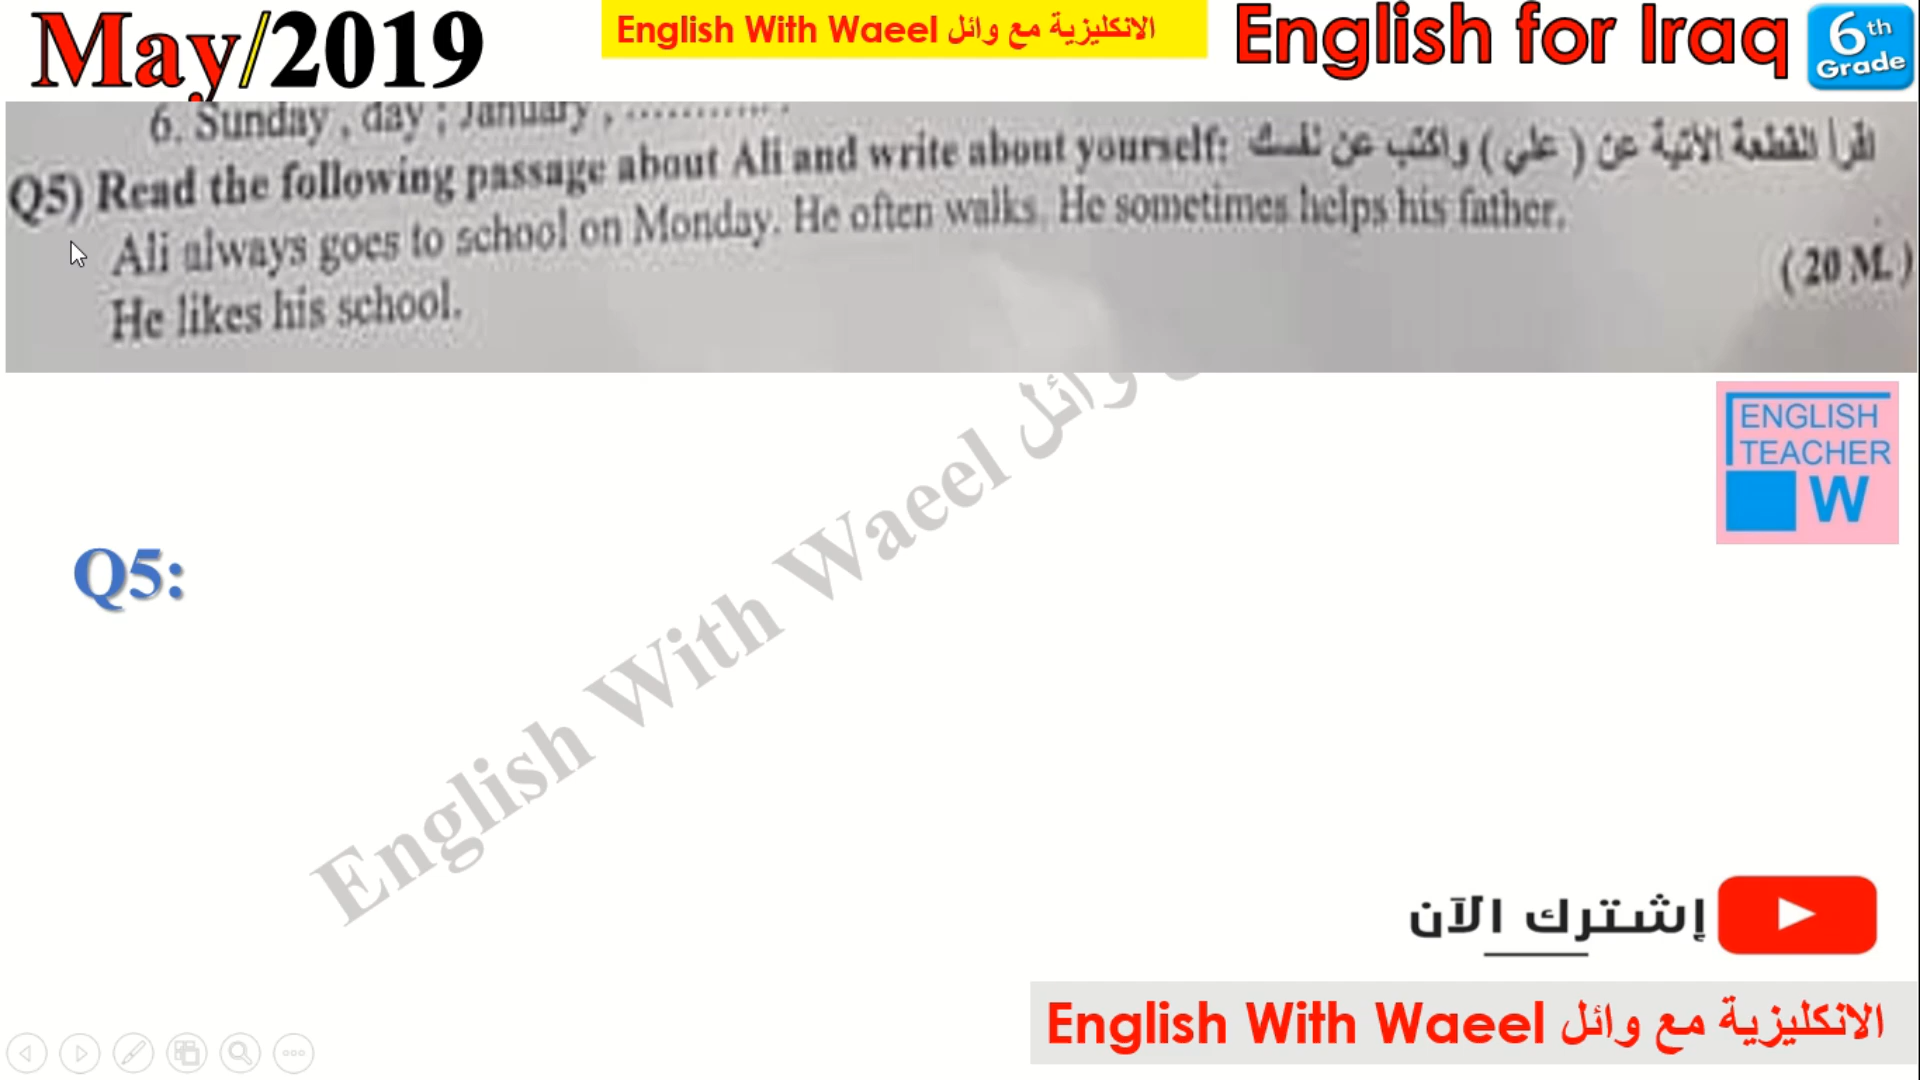 May/2019
English With Waeel الانكليزية مع وائل
English for Iraq
6th
Grade
6. Sunday , day ; January , ............ .
Q5) Read the following passage about Ali and write about yourself: اقرأ القطعة الآتية عن ( علي ) واكتب عن نفسك
Ali always goes to school on Monday. He often walks. He sometimes helps his father.
(20 M.)
He likes his school.
ENGLISH
TEACHER
W
Q5:
English With Waeel وائل
إشترك الآن
English With Waeel الانكليزية مع وائل